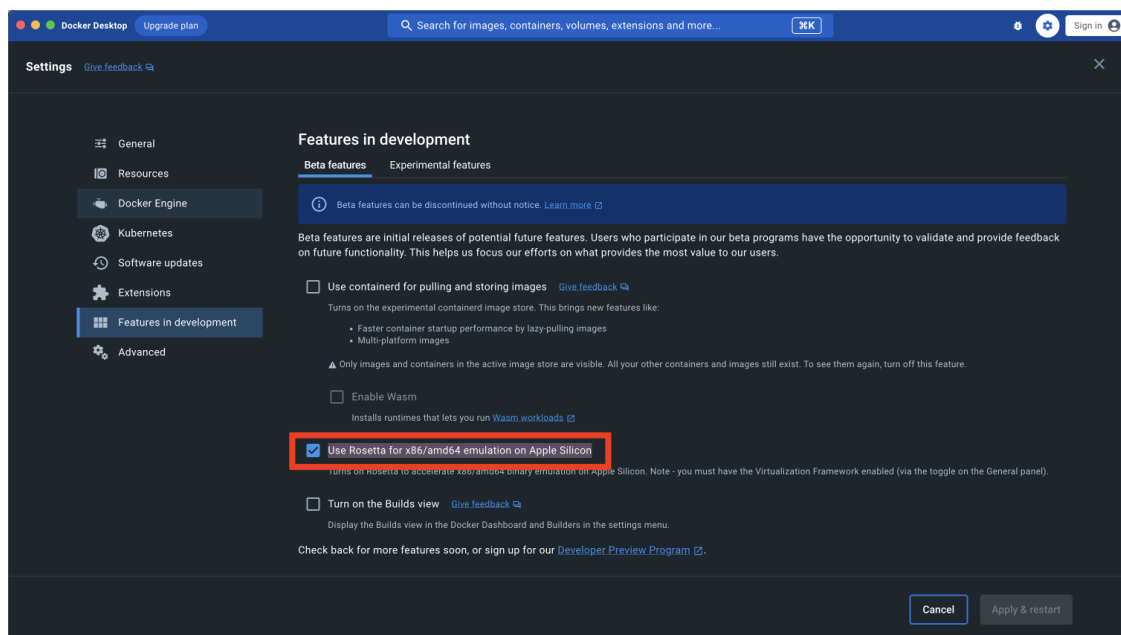 Docker Desktop Upgrade plan Search for images, containers, volumes, extensions and more... ⌘K Sign in
Settings Give feedback
General
Resources
Docker Engine
Kubernetes
Software updates
Extensions
Features in development
Advanced
Features in development
Beta features Experimental features
Beta features can be discontinued without notice. Learn more
Beta features are initial releases of potential future features. Users who participate in our beta programs have the opportunity to validate and provide feedback
on future functionality. This helps us focus our efforts on what provides the most value to our users.
Use containerd for pulling and storing images Give feedback
Turns on the experimental containerd image store. This brings new features like:
• Faster container startup performance by lazy-pulling images
• Multi-platform images
Only images and containers in the active image store are visible. All your other containers and images still exist. To see them again, turn off this feature.
Enable Wasm
Installs runtimes that lets you run Wasm workloads
Use Rosetta for x86/amd64 emulation on Apple Silicon
Turns on Rosetta to accelerate x86/amd64 binary emulation on Apple Silicon. Note - you must have the Virtualization Framework enabled (via the toggle on the General panel).
Turn on the Builds view Give feedback
Display the Builds view in the Docker Dashboard and Builders in the settings menu.
Check back for more features soon, or sign up for our Developer Preview Program.
Cancel Apply & restart